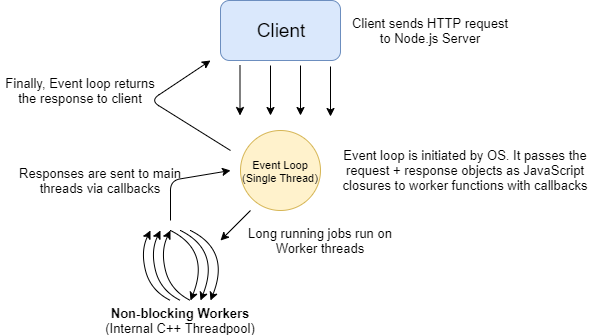 Client
Client sends HTTP request
to Node.js Server
Finally, Event loop returns
the response to client
Event Loop
(Single Thread)
Event loop is initiated by OS. It passes the
request + response objects as JavaScript
closures to worker functions with callbacks
Responses are sent to main
threads via callbacks
Long running jobs run on
Worker threads
Non-blocking Workers
(Internal C++ Threadpool)